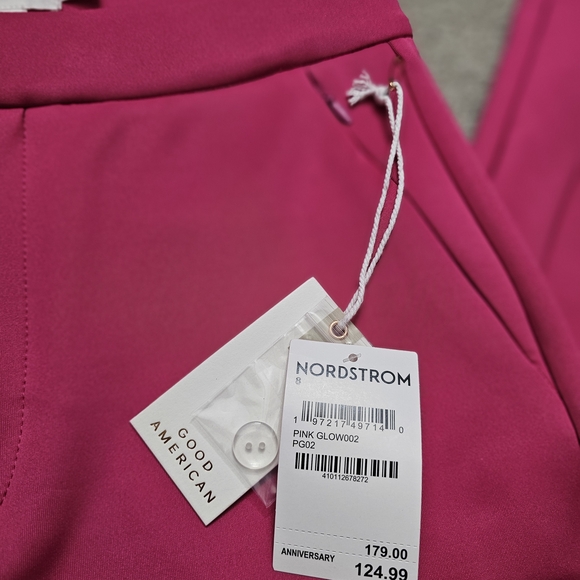 GOOD
AMERICAN
NORDSTROM
8
1 97217 49714 0
PINK GLOW002
PG02
410112678272
179.00
ANNIVERSARY
124.99